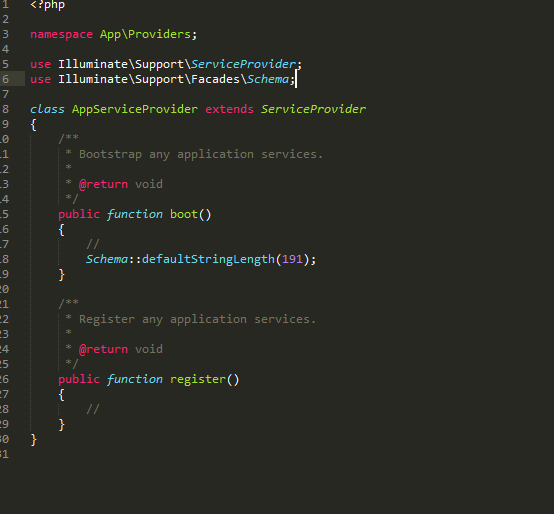 1 <?php
2
3 namespace App\Providers;
4
5 use Illuminate\Support\ServiceProvider;
6 use Illuminate\Support\Facades\Schema;
7
8 class AppServiceProvider extends ServiceProvider
9 {
10     /**
11      * Bootstrap any application services.
12      *
13      * @return void
14      */
15     public function boot()
16     {
17         //
18         Schema::defaultStringLength(191);
19     }
20
21     /**
22      * Register any application services.
23      *
24      * @return void
25      */
26     public function register()
27     {
28         //
29     }
30 }
31